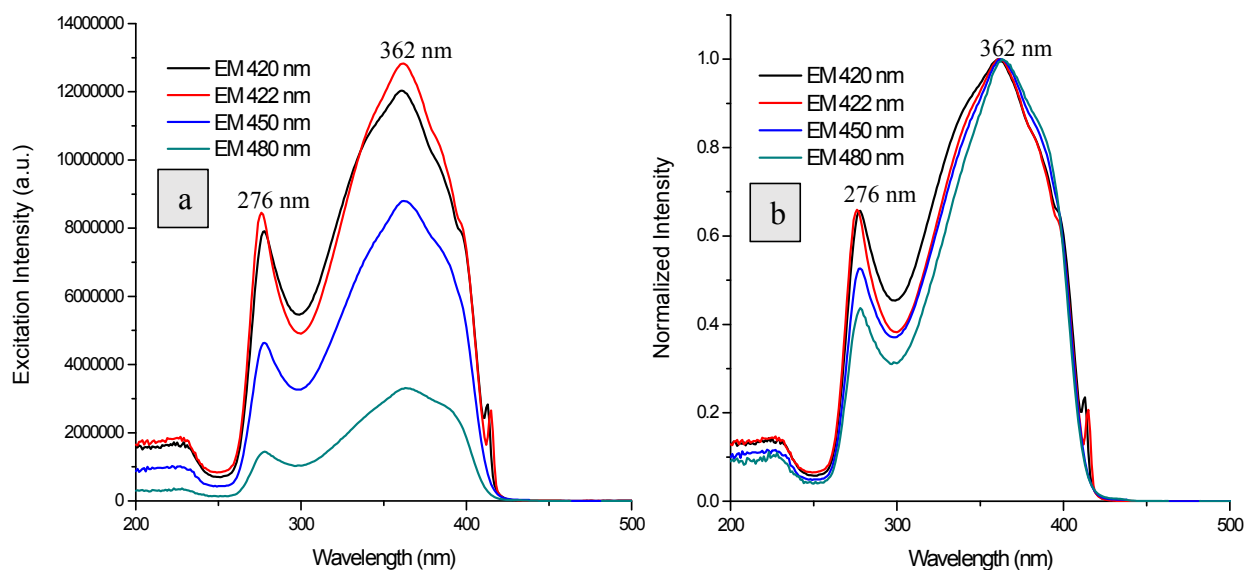 362 nm
EM 420 nm
EM 422 nm
EM 450 nm
EM 480 nm
a
276 nm
Excitation Intensity (a.u.)
14000000
12000000
10000000
8000000
6000000
4000000
2000000
0
200
300
400
500
Wavelength (nm)
362 nm
EM 420 nm
EM 422 nm
EM 450 nm
EM 480 nm
b
276 nm
Normalized Intensity
1.0
0.8
0.6
0.4
0.2
0.0
200
300
400
500
Wavelength (nm)